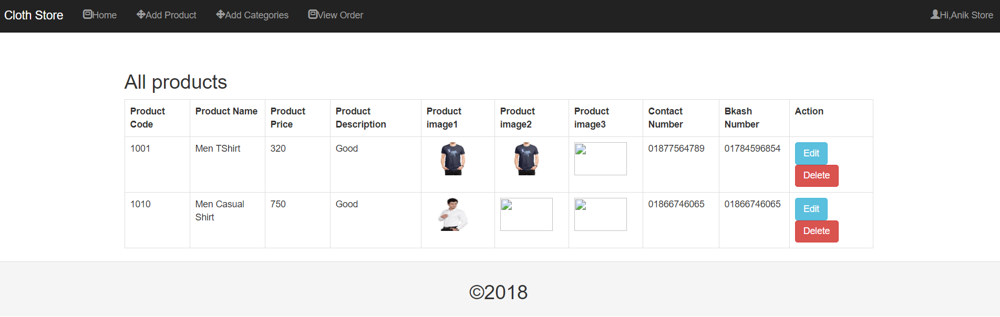 Cloth Store Home Add Product Add Categories View Order Hi,Anik Store
All products
Product Code Product Name Product Price Product Description Product image1 Product image2 Product image3 Contact Number Bkash Number Action
1001 Men TShirt 320 Good 01877564789 01784596854 Edit
Delete
1010 Men Casual Shirt 750 Good 01866746065 01866746065 Edit
Delete
©2018